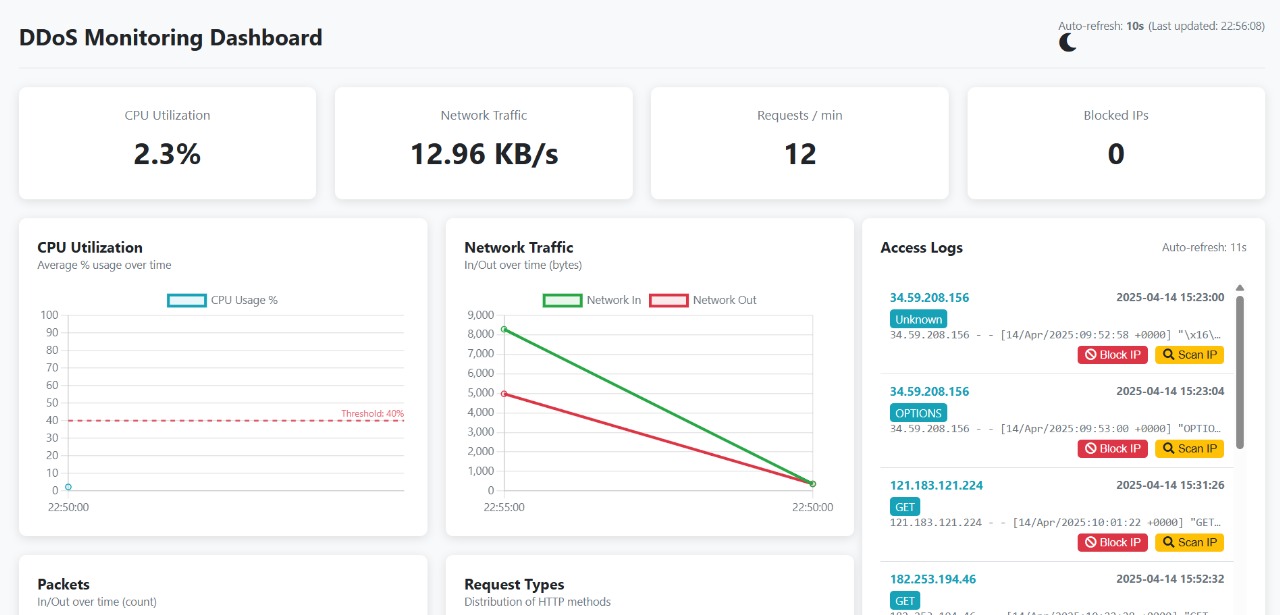 DDoS Monitoring Dashboard
Auto-refresh: 10s (Last updated: 22:56:08)
CPU Utilization
2.3%
Network Traffic
12.96 KB/s
Requests / min
12
Blocked IPs
0
CPU Utilization
Average % usage over time
CPU Usage %
100
90
80
70
60
50
40
30
20
10
0
Threshold: 40%
22:50:00
Network Traffic
In/Out over time (bytes)
Network In
Network Out
9,000
8,000
7,000
6,000
5,000
4,000
3,000
2,000
1,000
0
22:55:00
22:50:00
Access Logs
Auto-refresh: 11s
34.59.208.156
2025-04-14 15:23:00
Unknown
34.59.208.156 - - [14/Apr/2025:09:52:58 +0000] "\x16\…
Block IP
Scan IP
34.59.208.156
2025-04-14 15:23:04
OPTIONS
34.59.208.156 - - [14/Apr/2025:09:53:00 +0000] "OPTIO…
Block IP
Scan IP
121.183.121.224
2025-04-14 15:31:26
GET
121.183.121.224 - - [14/Apr/2025:10:01:22 +0000] "GET…
Block IP
Scan IP
182.253.194.46
2025-04-14 15:52:32
GET
Packets
In/Out over time (count)
Request Types
Distribution of HTTP methods